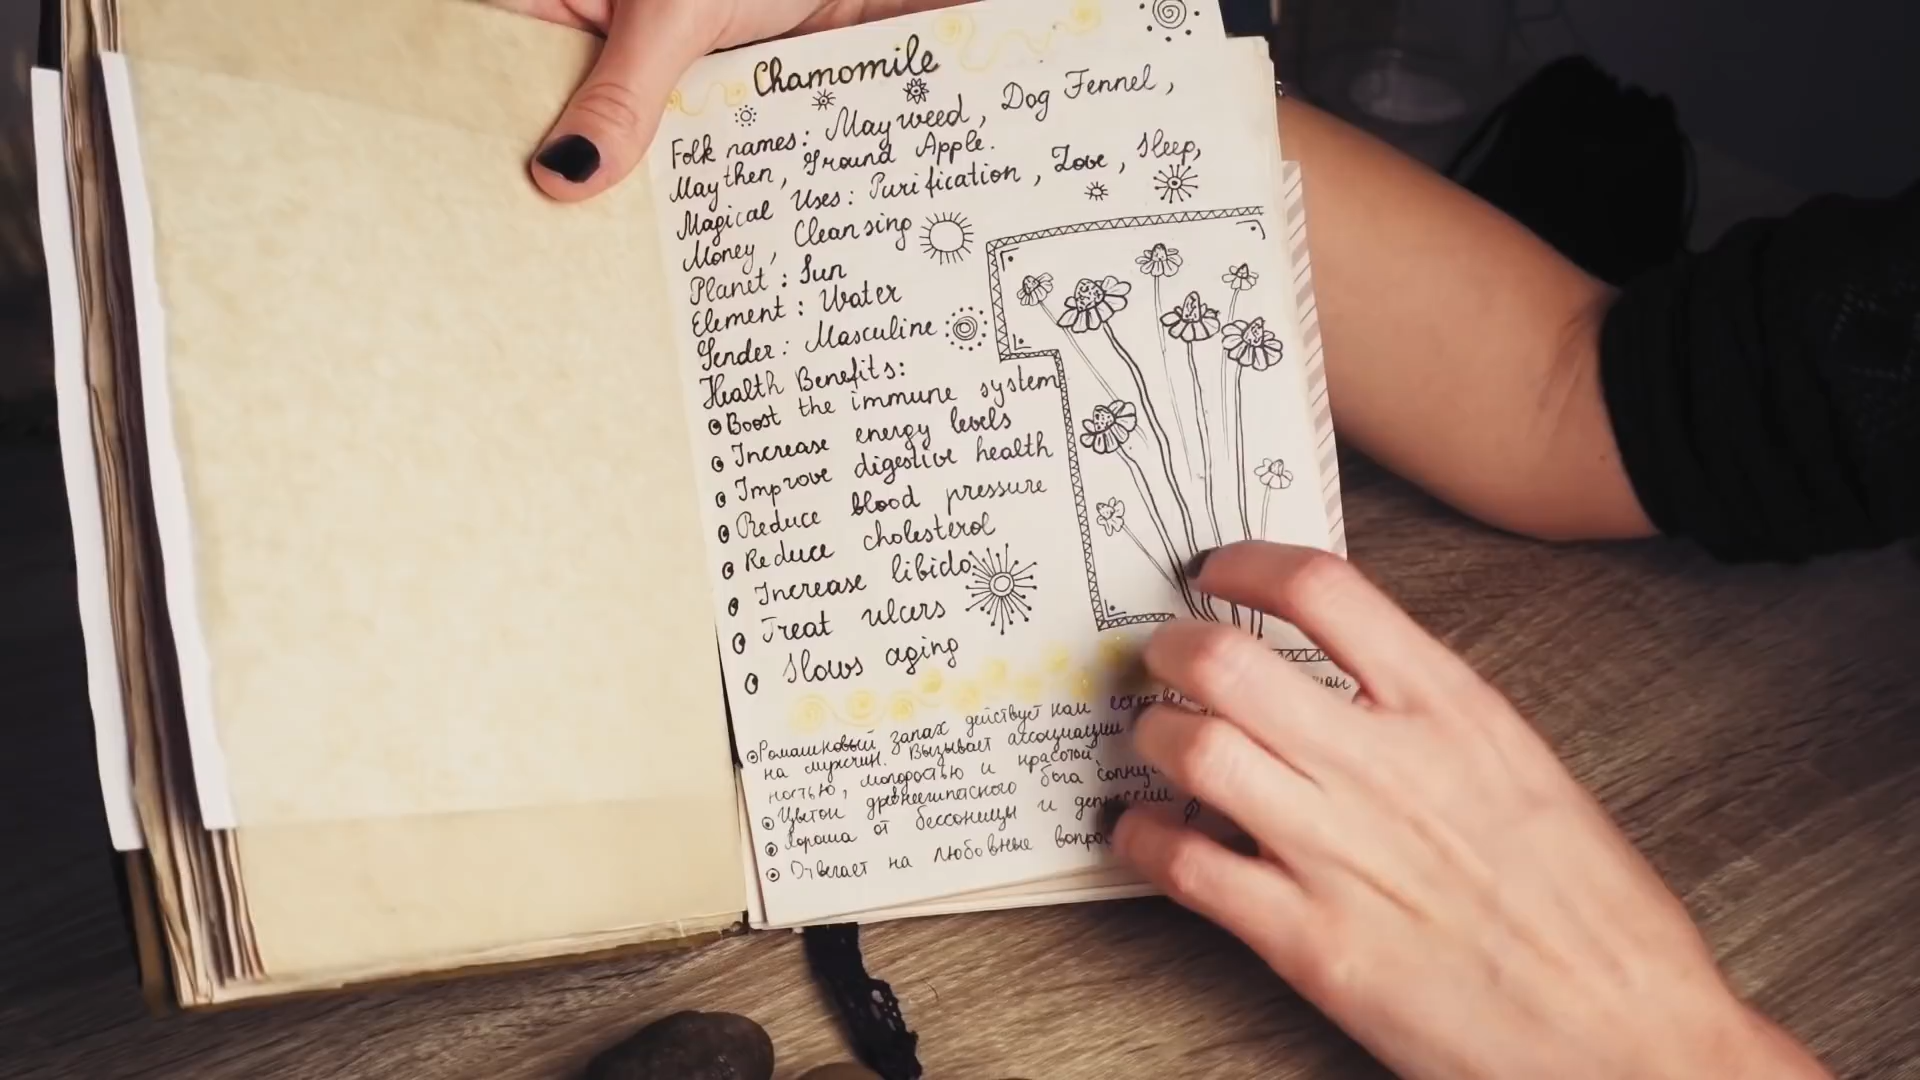 Chamomile
Folk names: Mayweed, Dog Fennel,
Maythen, Ground Apple.
Magical Uses: Purification, Love, Sleep,
Money, Cleansing
Planet: Sun
Element: Water
Gender: Masculine
Health Benefits:
Boost the immune system
Increase energy levels
Improve digestive health
Reduce blood pressure
Reduce cholesterol
Increase libido
Treat ulcers
Slows aging
Ромашковый запах действует как
на мужчин. Вызывает ассоциации
ностью, молодостью и красотой.
Цветок древнеегипетского бога солнца
Хороша от бессоницы и депрессии
Отвечает на любовные